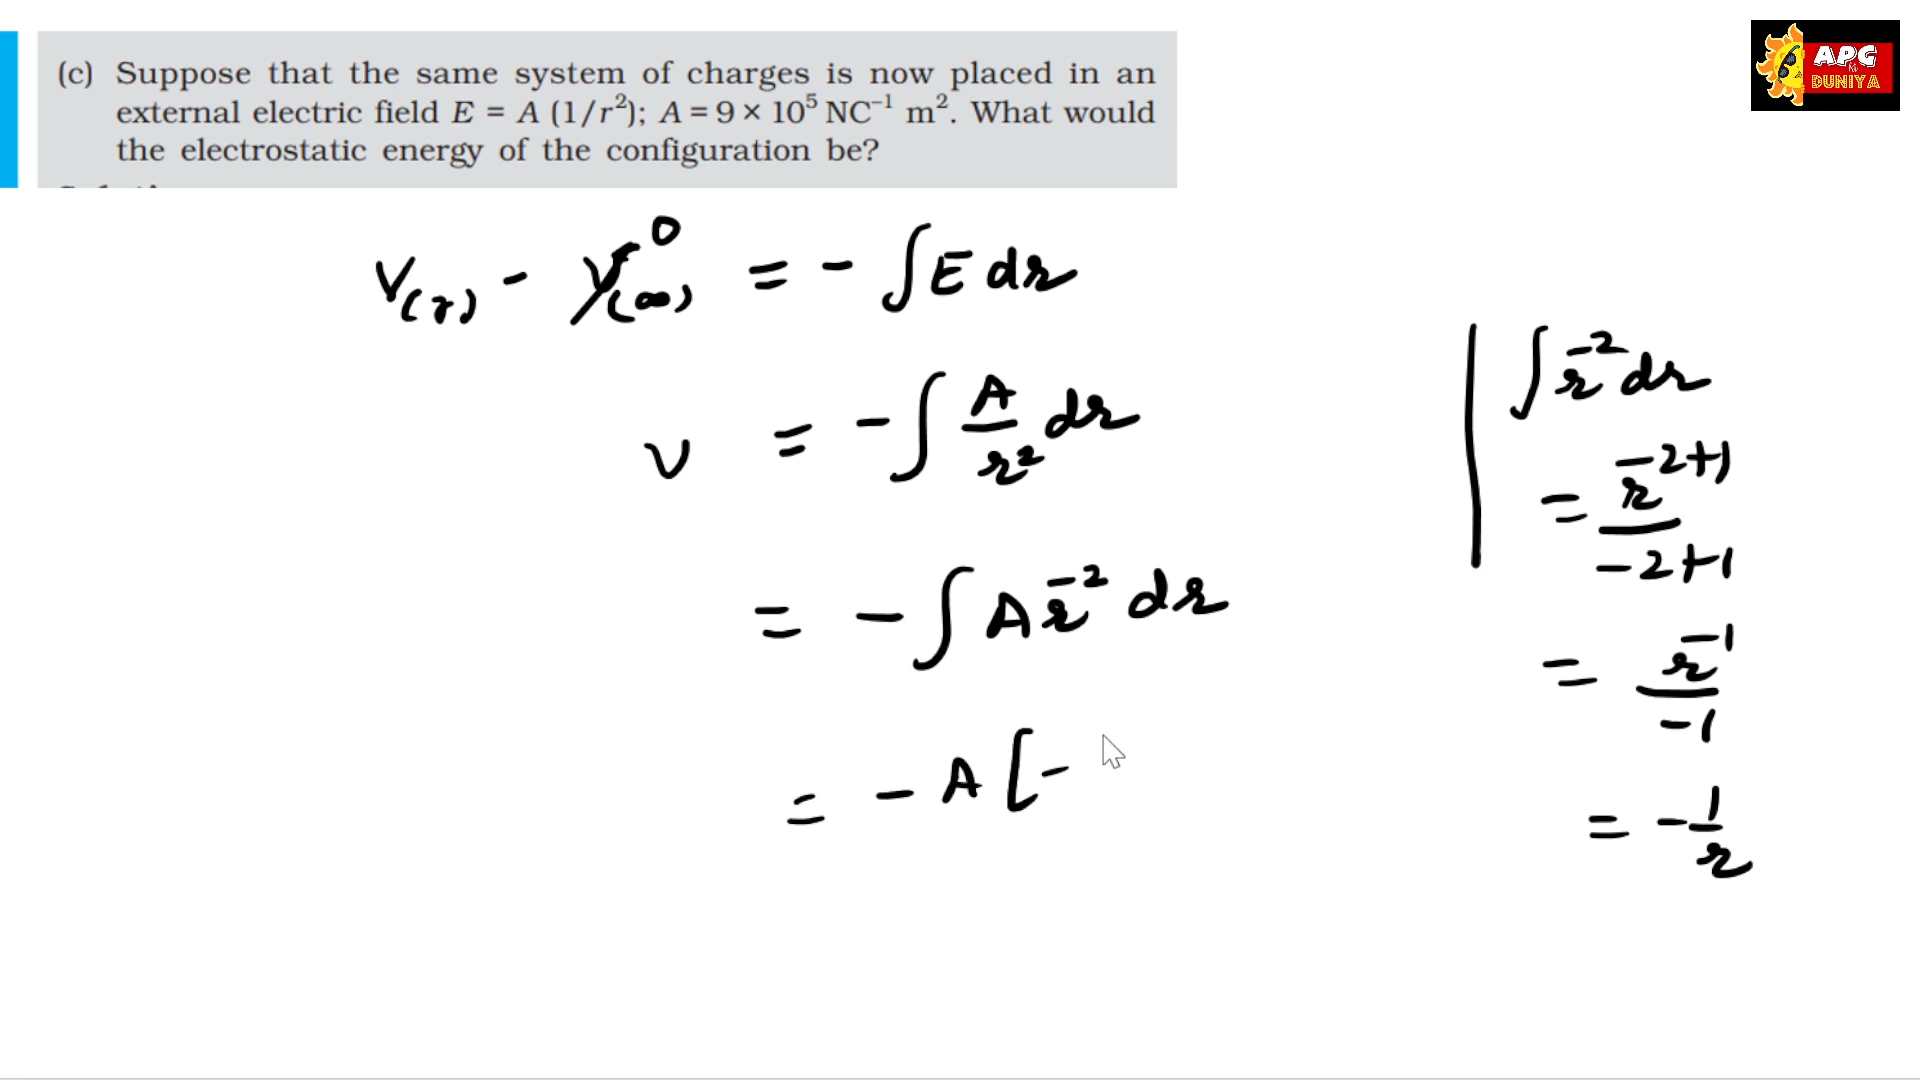 (c) Suppose that the same system of charges is now placed in an
external electric field E = A (1/r²); A = 9 × 10⁵ NC⁻¹ m². What would
the electrostatic energy of the configuration be?
APG
KI
DUNIYA
V(r) - V(∞) 0 = - ∫E dr
V = -∫ A/r² dr
= -∫ A r⁻² dr
= - A [-
∫ r⁻² dr
= r⁻²⁺¹/-2+1
= r⁻¹/-1
= -1/r